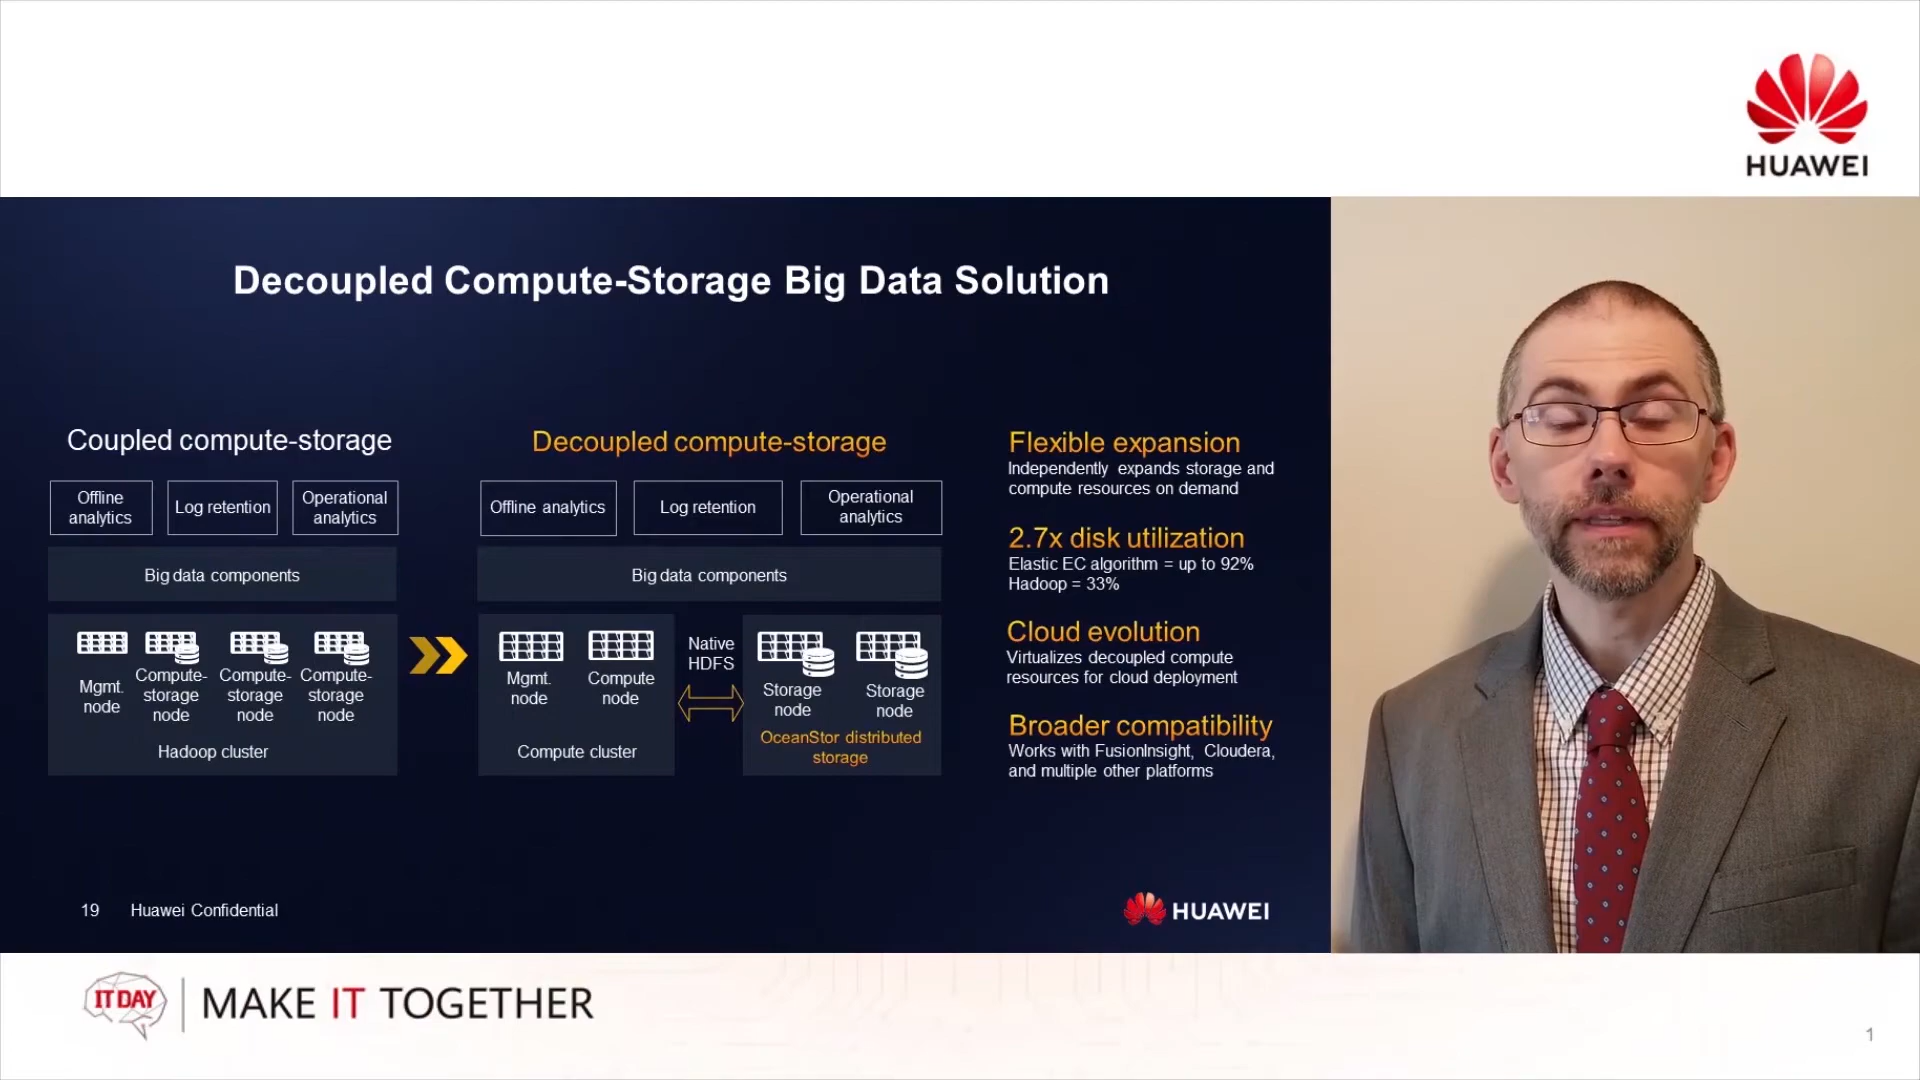 HUAWEI
Decoupled Compute-Storage Big Data Solution
Coupled compute-storage
Offline
analytics
Log retention
Operational
analytics
Big data components
Mgmt.
node
Compute-
storage
node
Compute-
storage
node
Compute-
storage
node
Hadoop cluster
Decoupled compute-storage
Offline analytics
Log retention
Operational
analytics
Big data components
Mgmt.
node
Compute
node
Compute cluster
Native
HDFS
Storage
node
Storage
node
OceanStor distributed
storage
Flexible expansion
Independently expands storage and
compute resources on demand
2.7x disk utilization
Elastic EC algorithm = up to 92%
Hadoop = 33%
Cloud evolution
Virtualizes decoupled compute
resources for cloud deployment
Broader compatibility
Works with FusionInsight, Cloudera,
and multiple other platforms
19 Huawei Confidential
HUAWEI
IT DAY
MAKE IT TOGETHER
1